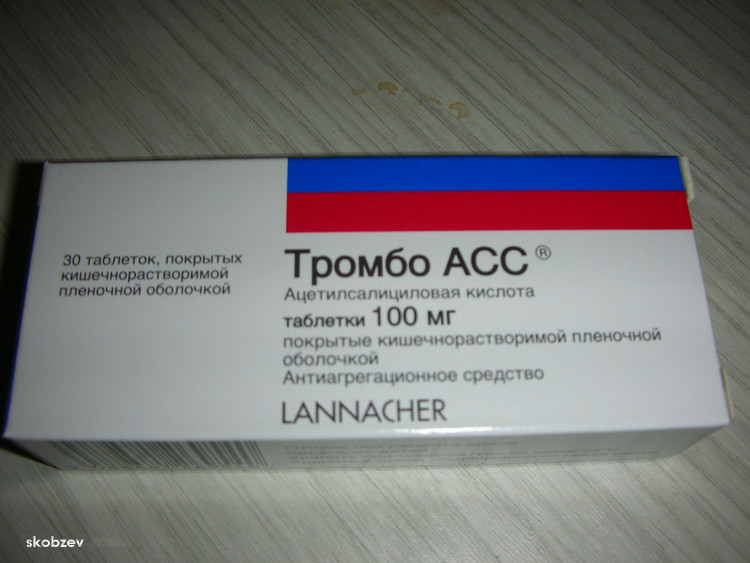 30 таблеток, покрытых
кишечнорастворимой
пленочной оболочкой
Тромбо АСС ®
Ацетилсалициловая кислота
таблетки 100 мг
покрытые кишечнорастворимой пленочной
оболочкой
Антиагрегационное средство
LANNACHER
skobzev